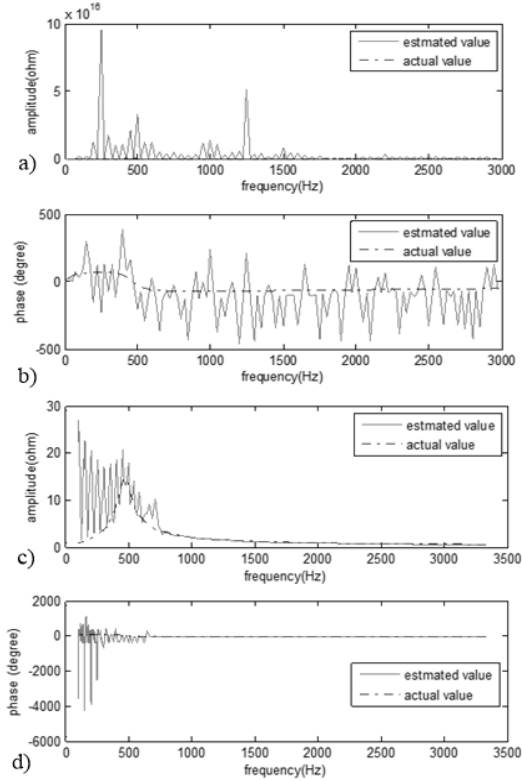 x 10^16
10
5
0
amplitude(ohm)
estmated value
actual value
0 500 1000 1500 2000 2500 3000
frequency(Hz)
a)
500
0
-500
phase (degree)
estmated value
actual value
0 500 1000 1500 2000 2500 3000
frequency(Hz)
b)
30
20
10
0
amplitude(ohm)
estmated value
actual value
0 500 1000 1500 2000 2500 3000 3500
frequency(Hz)
c)
2000
0
-2000
-4000
-6000
phase (degree)
estmated value
actual value
0 500 1000 1500 2000 2500 3000 3500
frequency(Hz)
d)